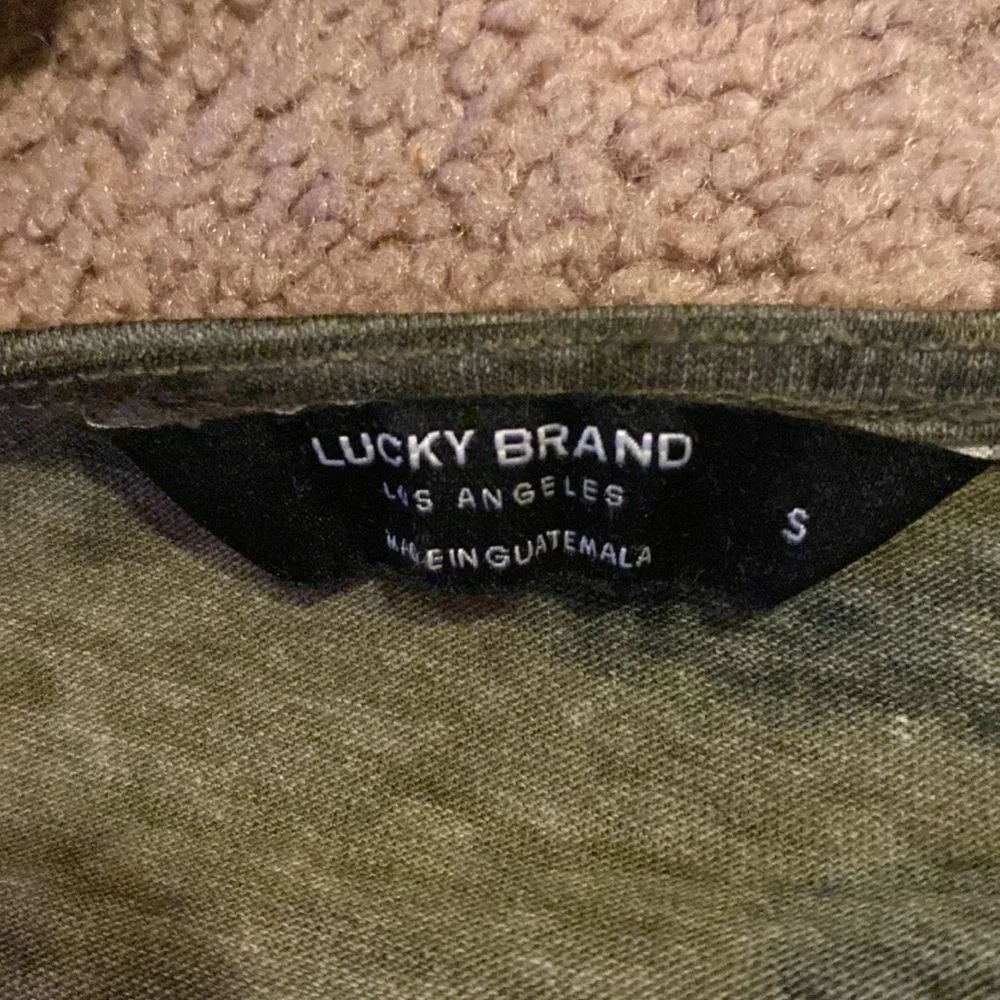 LUCKY BRAND
LOS ANGELES
MADE IN GUATEMALA
S